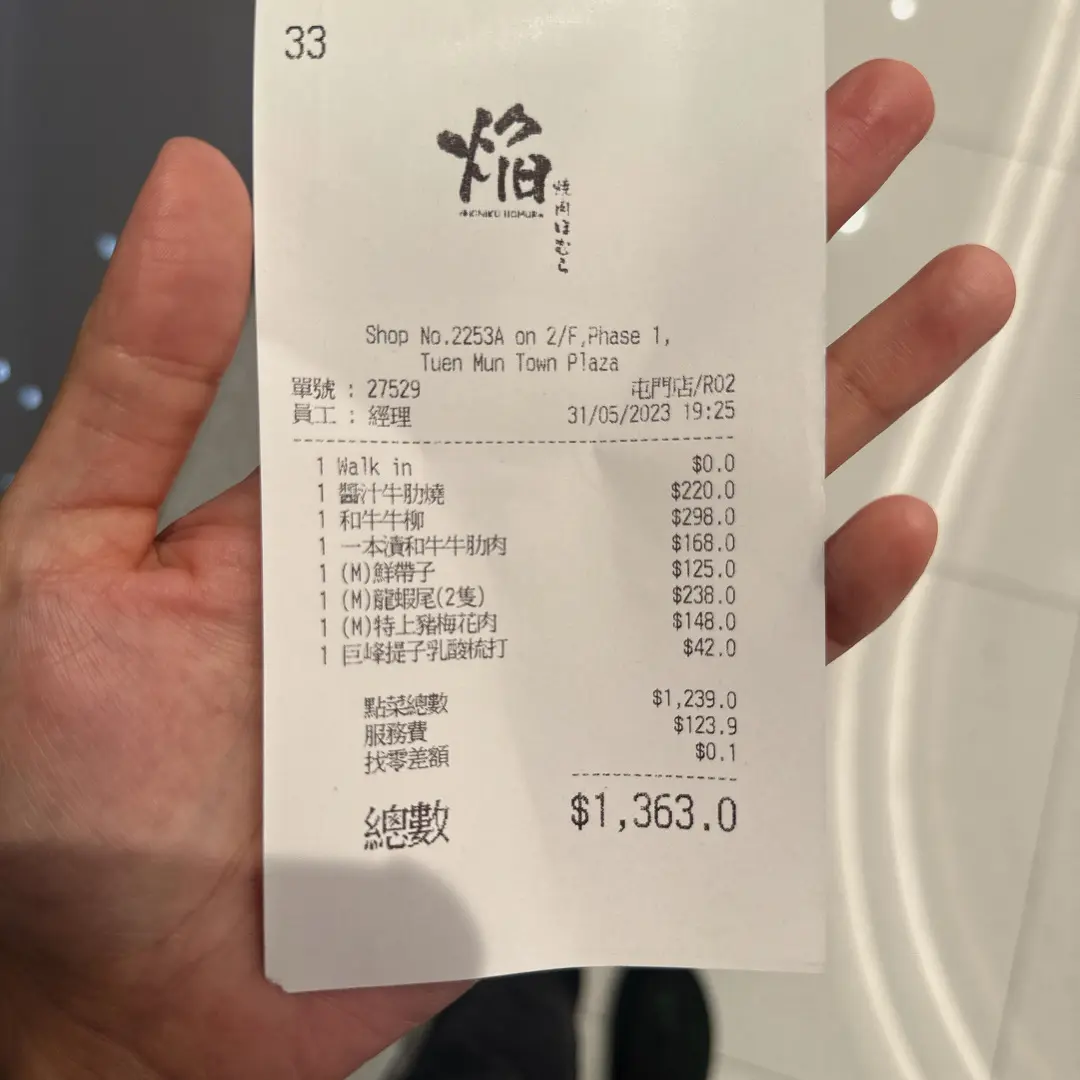 33
焔
焼肉ほむら
YAKINIKU HOMURA
Shop No.2253A on 2/F,Phase 1,
Tuen Mun Town Plaza
單號 : 27529 屯門店/R02
員工 : 經理 31/05/2023 19:25
1 Walk in $0.0
1 醬汁牛肋燒 $220.0
1 和牛牛柳 $298.0
1 一本漬和牛牛肋肉 $168.0
1 (M)鮮帶子 $125.0
1 (M)龍蝦尾(2隻) $238.0
1 (M)特上豬梅花肉 $148.0
1 巨峰提子乳酸梳打 $42.0
點菜總數 $1,239.0
服務費 $123.9
找零差額 $0.1
總數 $1,363.0